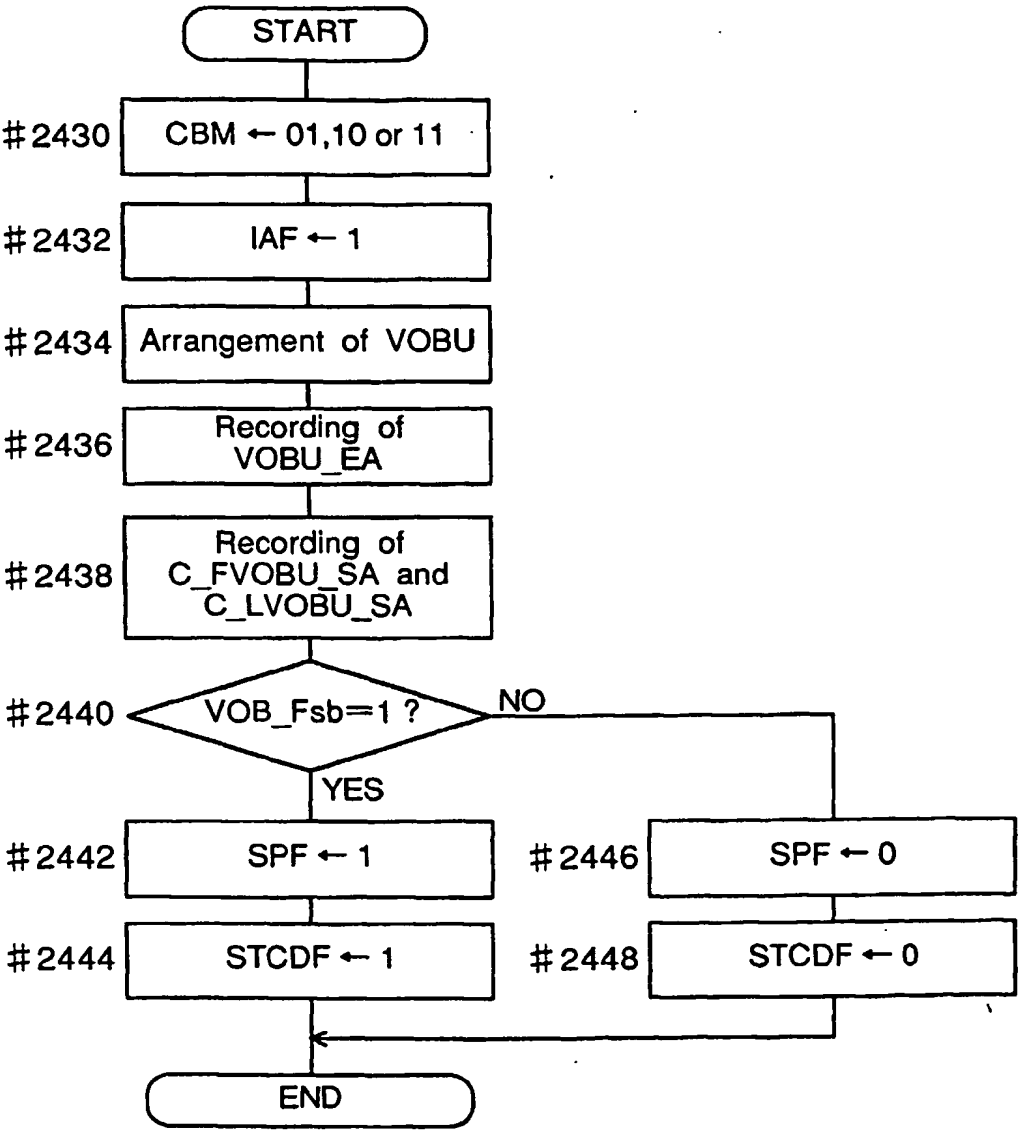 START
#2430 CBM ← 01,10 or 11
#2432 IAF ← 1
#2434 Arrangement of VOBU
#2436 Recording of
VOBU_EA
#2438 Recording of
C_FVOBU_SA and
C_LVOBU_SA
#2440 VOB_Fsb=1 ? NO
YES
#2442 SPF ← 1 #2446 SPF ← 0
#2444 STCDF ← 1 #2448 STCDF ← 0
END